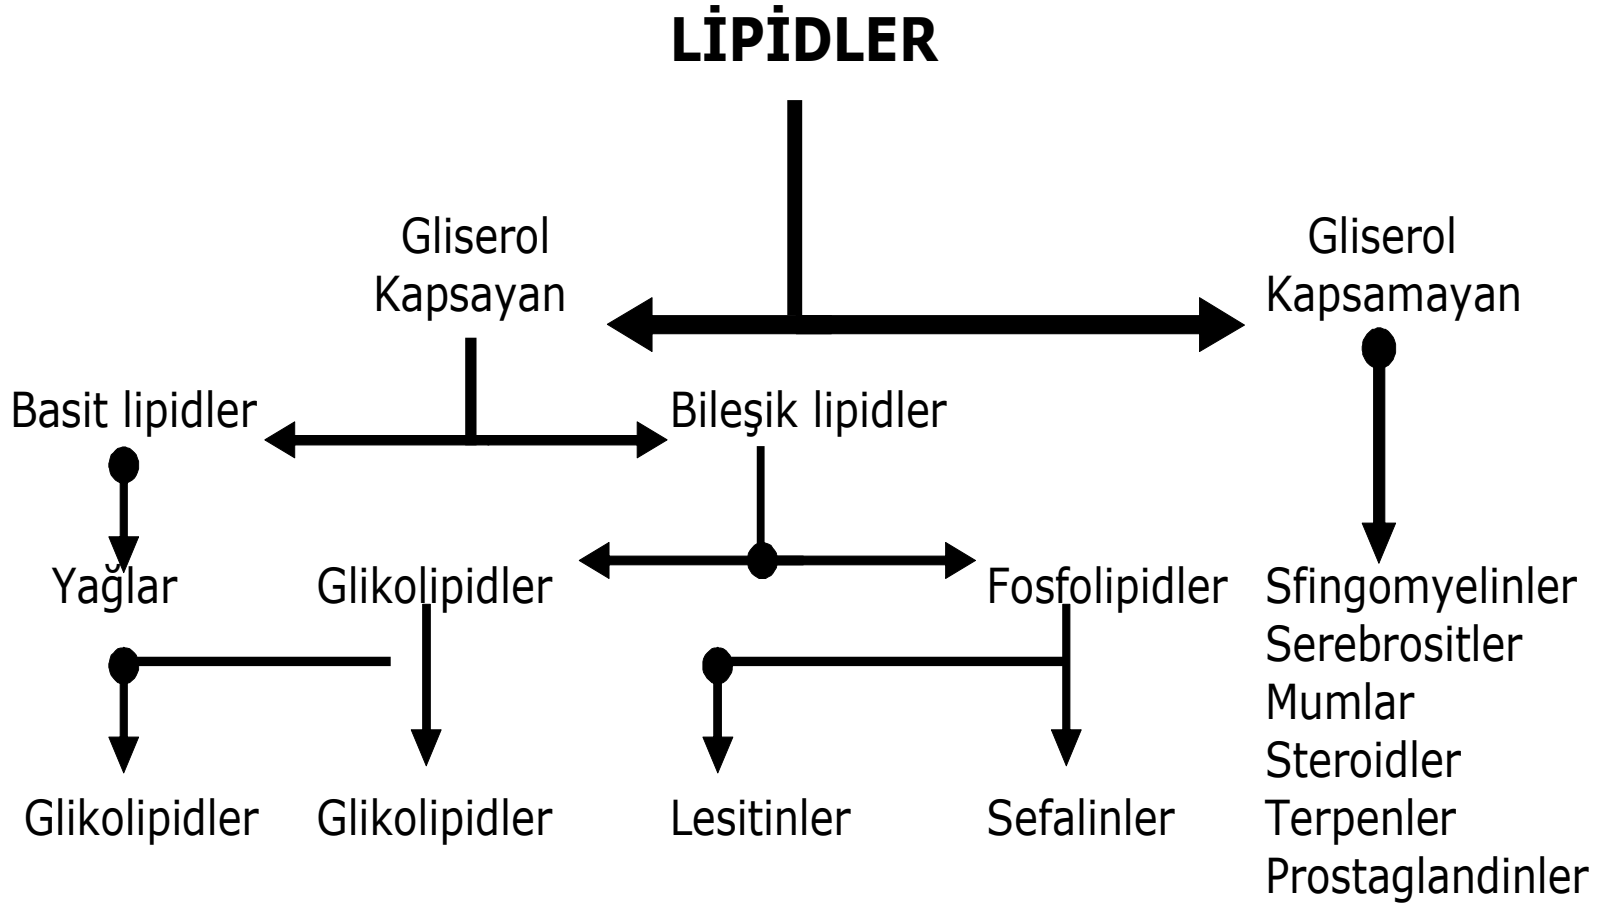 LİPİDLER
Gliserol
Kapsayan
Gliserol
Kapsamayan
Basit lipidler
Bileşik lipidler
Yağlar
Glikolipidler
Fosfolipidler
Sfingomyelinler
Serebrositler
Mumlar
Steroidler
Terpenler
Prostaglandinler
Glikolipidler
Glikolipidler
Lesitinler
Sefalinler